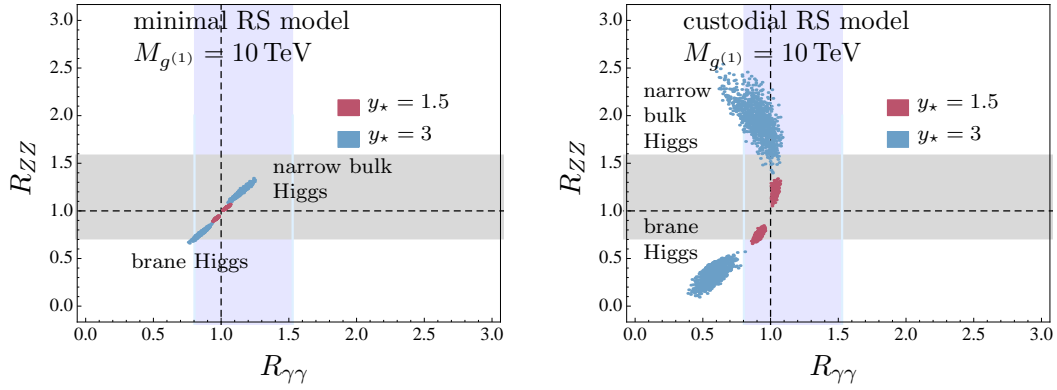 minimal RS model
M_{g^{(1)}} = 10 TeV
3.0
2.5
2.0
1.5
1.0
0.5
0.0
R_{ZZ}
y_⋆ = 1.5
y_⋆ = 3
narrow bulk
Higgs
brane Higgs
0.0 0.5 1.0 1.5 2.0 2.5 3.0
R_{γγ}
custodial RS model
M_{g^{(1)}} = 10 TeV
3.0
2.5
2.0
1.5
1.0
0.5
0.0
R_{ZZ}
narrow
bulk
Higgs
y_⋆ = 1.5
y_⋆ = 3
brane
Higgs
0.0 0.5 1.0 1.5 2.0 2.5 3.0
R_{γγ}